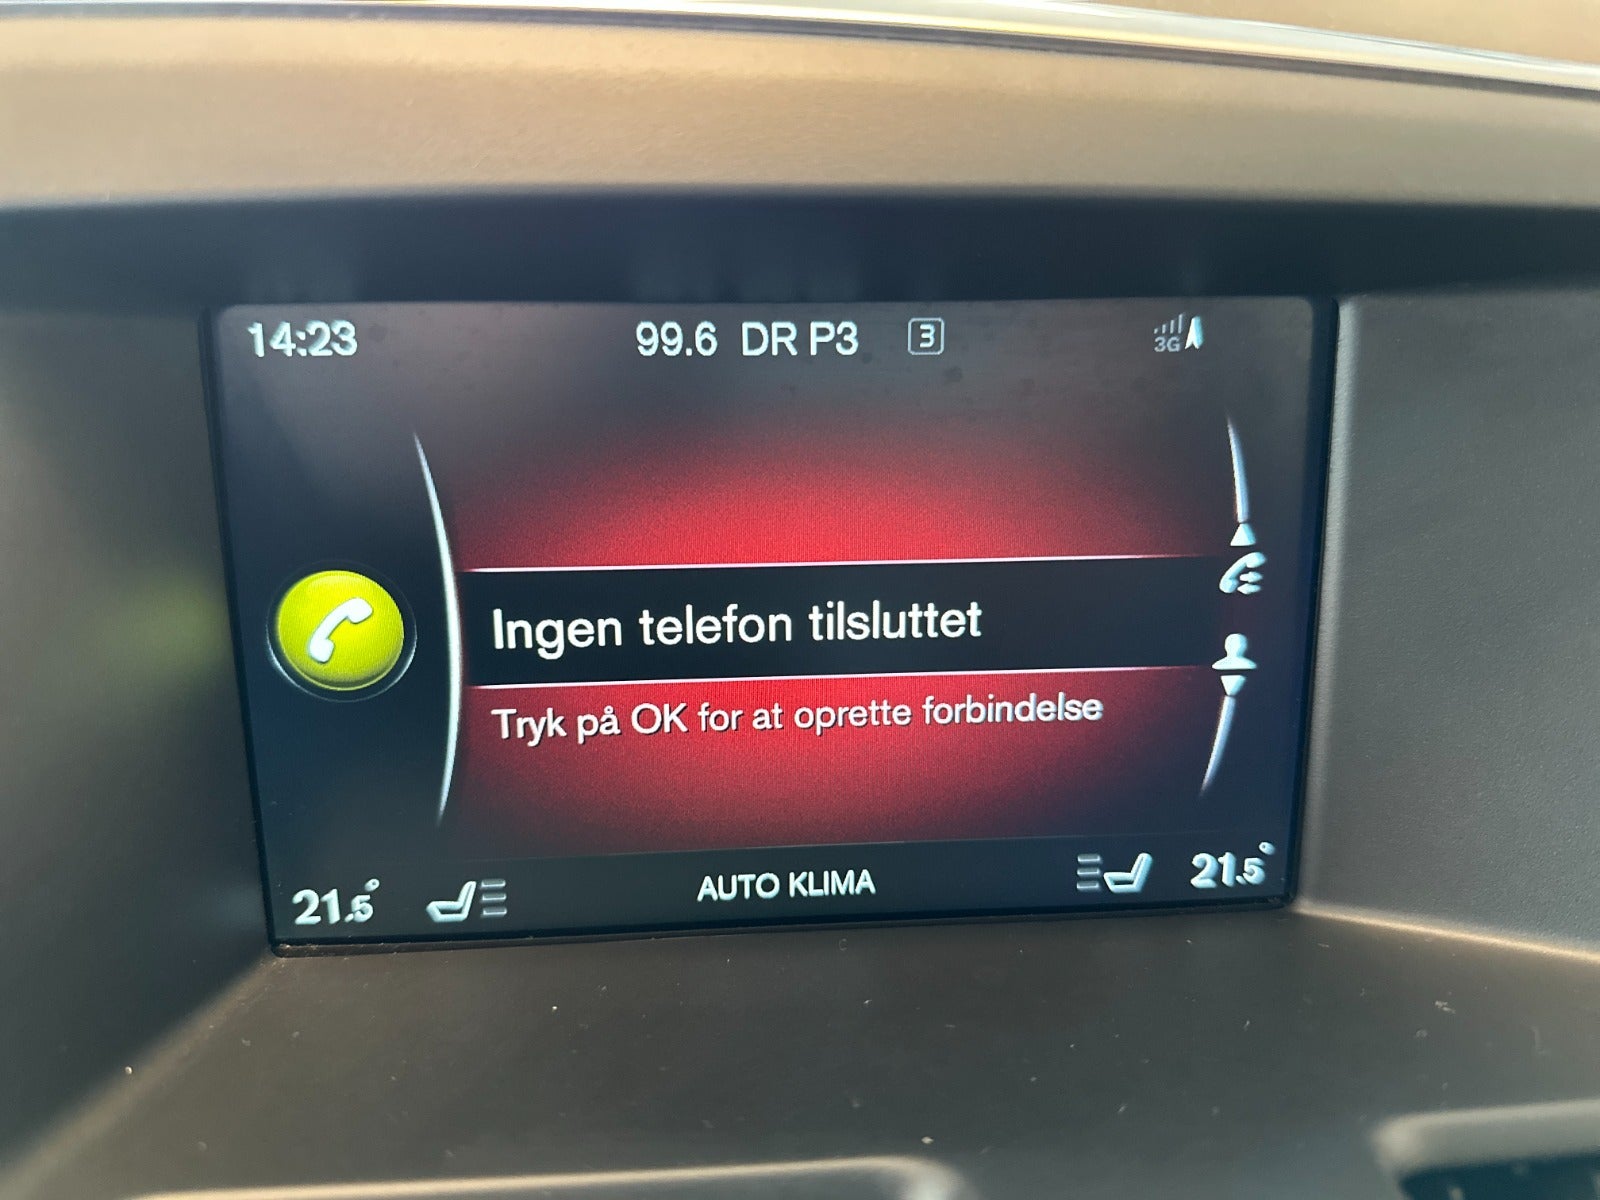 14:23 99.6 DR P3 3 3G
Ingen telefon tilsluttet
Tryk på OK for at oprette forbindelse
21.5° AUTO KLIMA 21.5°